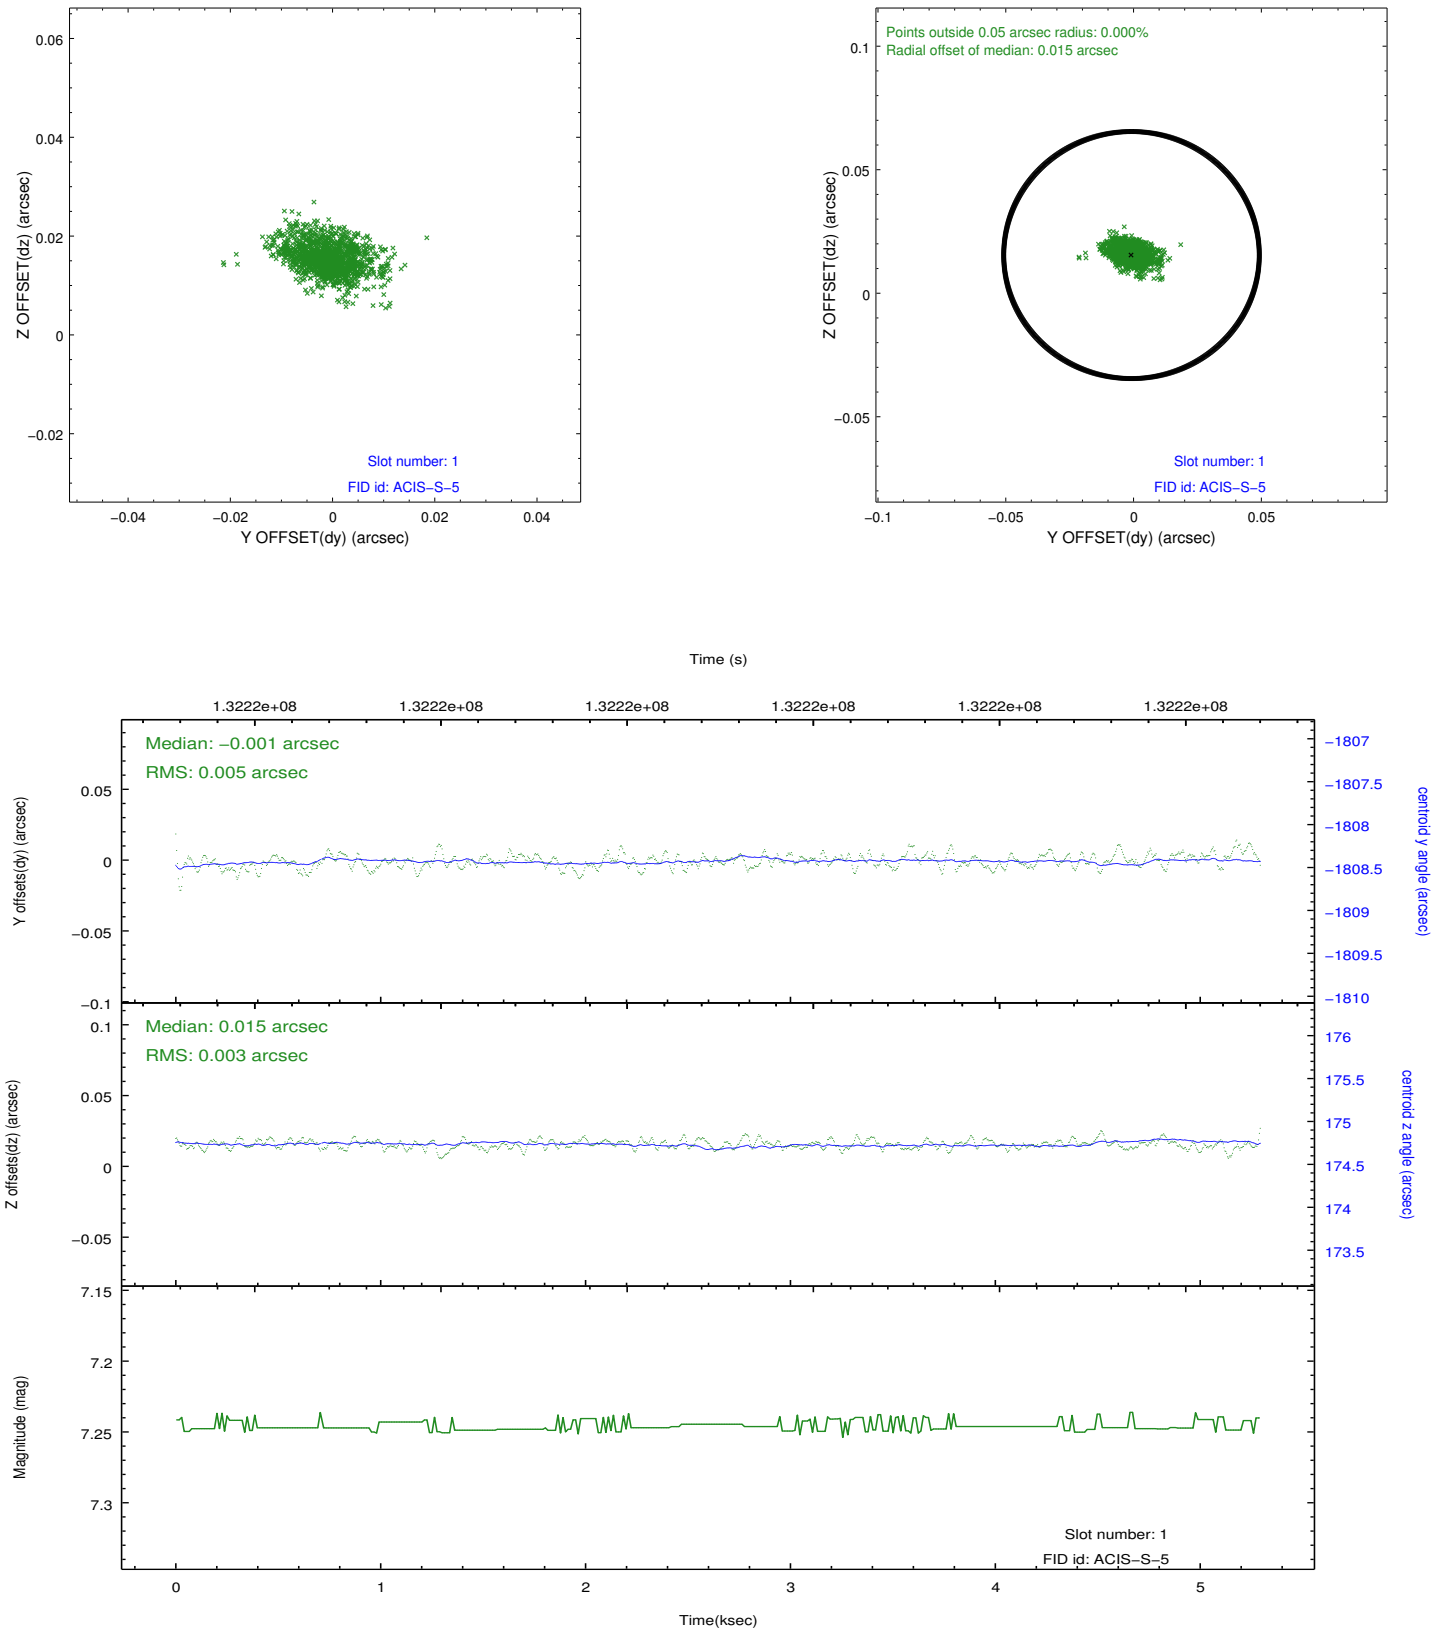 0.06
0.04
0.02
0
−0.02
Z OFFSET(dz) (arcsec)
Slot number: 1
FID id: ACIS−S−5
−0.04
−0.02
0
0.02
0.04
Y OFFSET(dy) (arcsec)
Points outside 0.05 arcsec radius: 0.000%
Radial offset of median: 0.015 arcsec
0.1
0.05
0
−0.05
Z OFFSET(dz) (arcsec)
Slot number: 1
FID id: ACIS−S−5
−0.1
−0.05
0
0.05
Y OFFSET(dy) (arcsec)
Time (s)
1.3222e+08
1.3222e+08
1.3222e+08
1.3222e+08
1.3222e+08
1.3222e+08
Median: −0.001 arcsec
RMS: 0.005 arcsec
0.05
0
−0.05
−0.1
Y offsets(dy) (arcsec)
−1807
−1807.5
−1808
−1808.5
−1809
−1809.5
−1810
centroid y angle (arcsec)
Median: 0.015 arcsec
RMS: 0.003 arcsec
0.1
0.05
0
−0.05
Z offsets(dz) (arcsec)
176
175.5
175
174.5
174
173.5
centroid z angle (arcsec)
7.15
7.2
7.25
7.3
Magnitude (mag)
Slot number: 1
FID id: ACIS−S−5
0
1
2
3
4
5
Time(ksec)